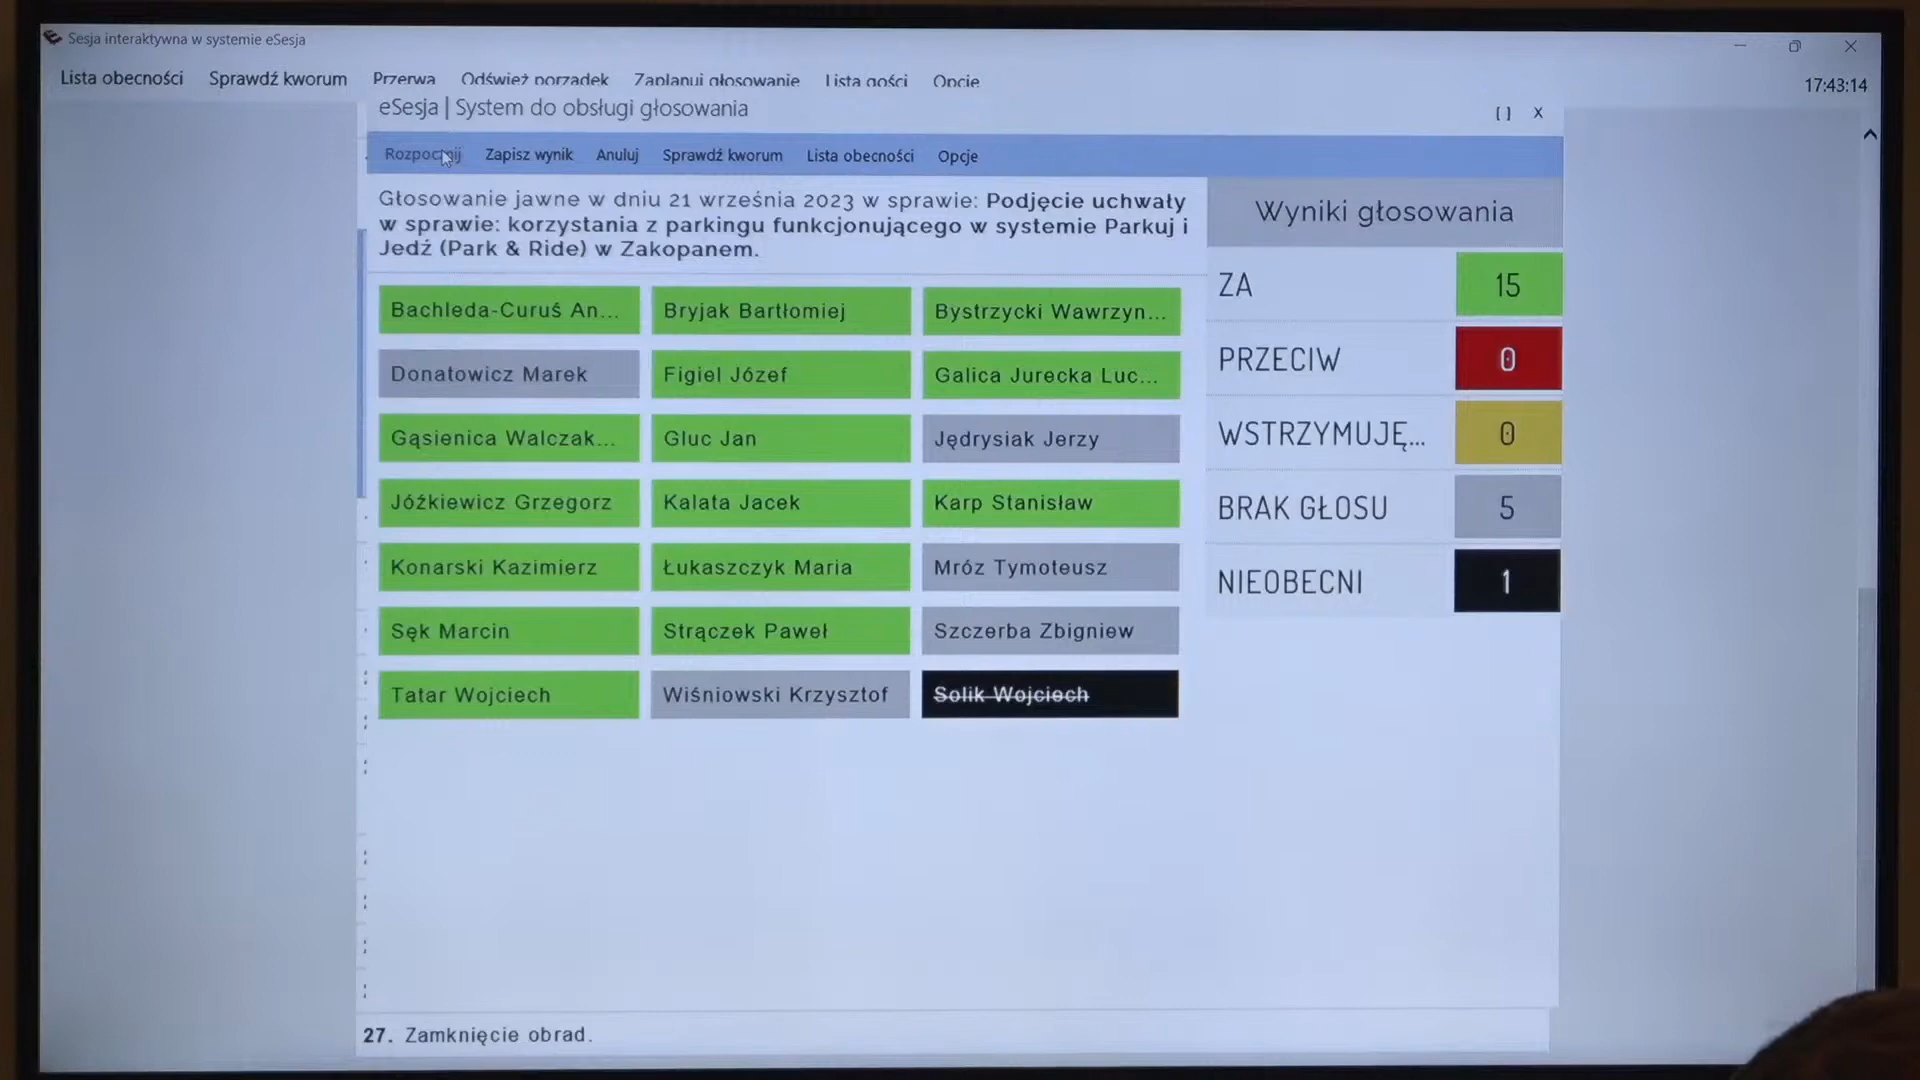 Sesja interaktywna w systemie eSesja
Lista obecności Sprawdź kworum Przerwa Odśwież porządek Zaplanuj głosowanie Lista gości Opcje
17:43:14
eSesja | System do obsługi głosowania
[ ] X
Rozpocznij Zapisz wynik Anuluj Sprawdź kworum Lista obecności Opcje
Głosowanie jawne w dniu 21 września 2023 w sprawie: Podjęcie uchwały
w sprawie: korzystania z parkingu funkcjonującego w systemie Parkuj i
Jedź (Park & Ride) w Zakopanem.
Bachleda-Curuś An... Bryjak Bartłomiej Bystrzycki Wawrzyn...
Donatowicz Marek Figiel Józef Galica Jurecka Luc...
Gąsienica Walczak... Gluc Jan Jędrysiak Jerzy
Jóźkiewicz Grzegorz Kalata Jacek Karp Stanisław
Konarski Kazimierz Łukaszczyk Maria Mróz Tymoteusz
Sęk Marcin Strączek Paweł Szczerba Zbigniew
Tatar Wojciech Wiśniowski Krzysztof Solik Wojciech
Wyniki głosowania
ZA 15
PRZECIW 0
WSTRZYMUJĘ... 0
BRAK GŁOSU 5
NIEOBECNI 1
27. Zamknięcie obrad.